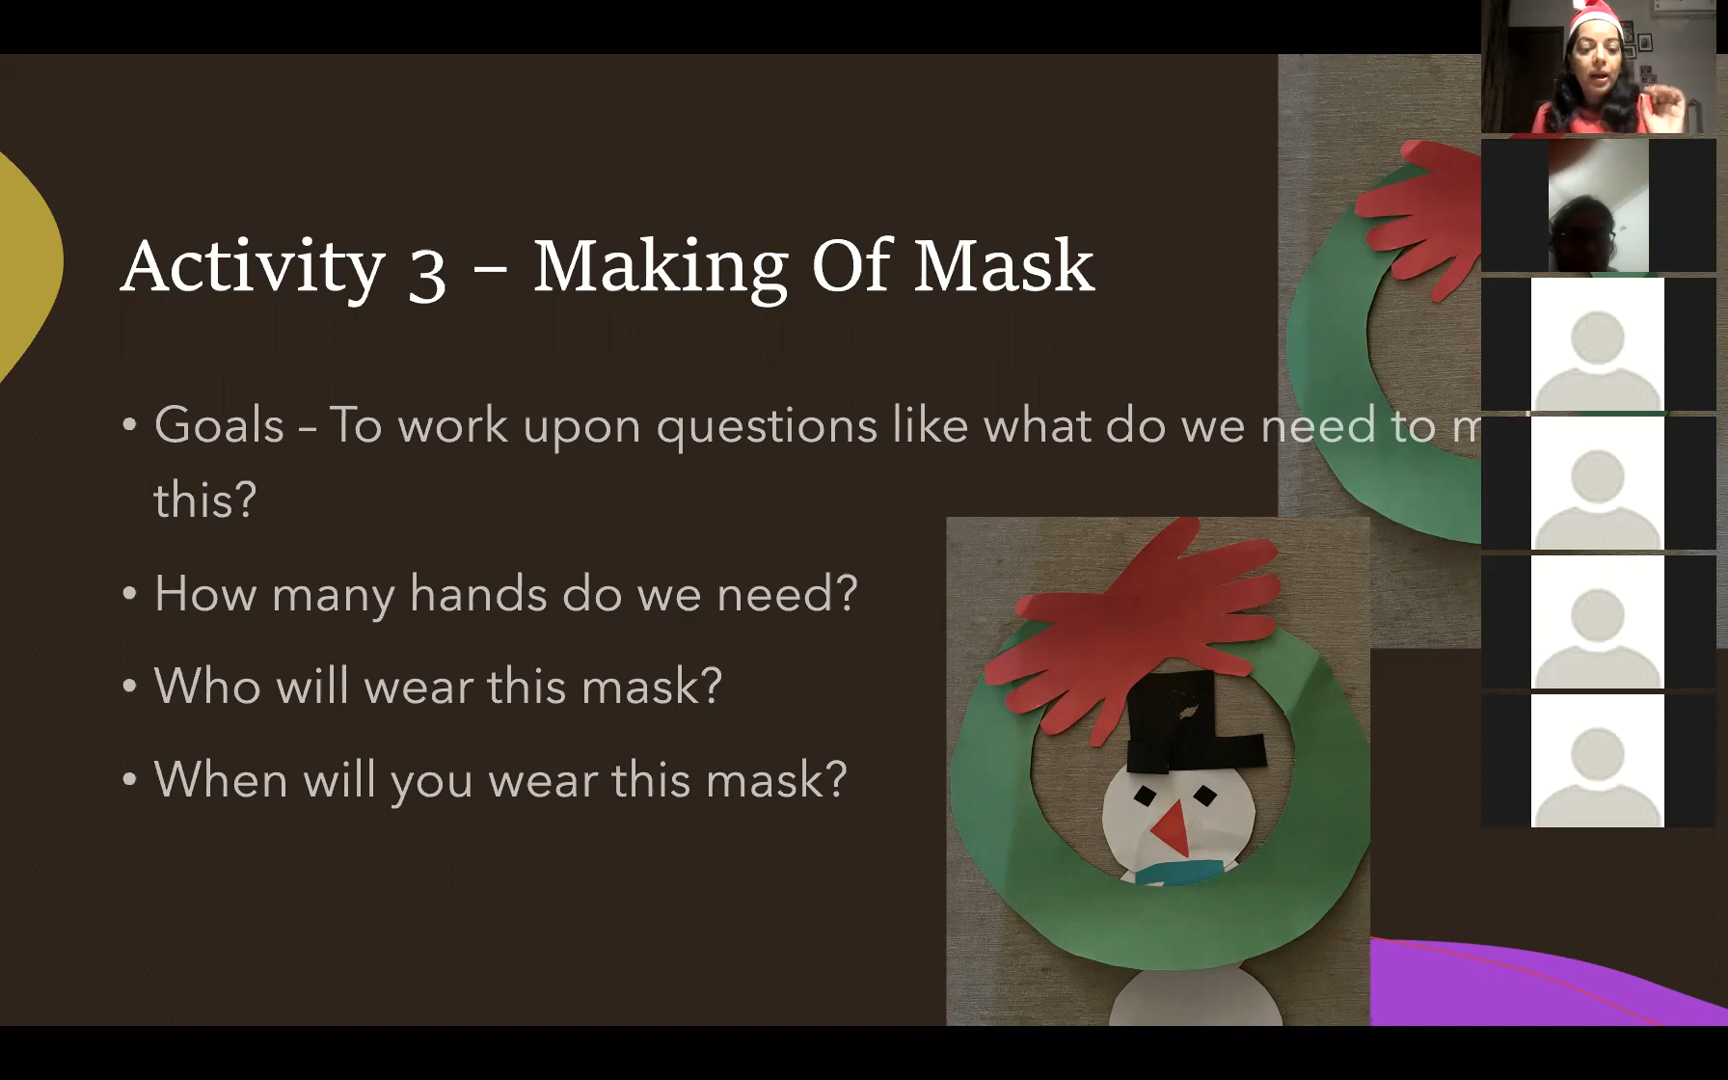 Activity 3 – Making Of Mask
• Goals – To work upon questions like what do we need to
this?
• How many hands do we need?
• Who will wear this mask?
• When will you wear this mask?